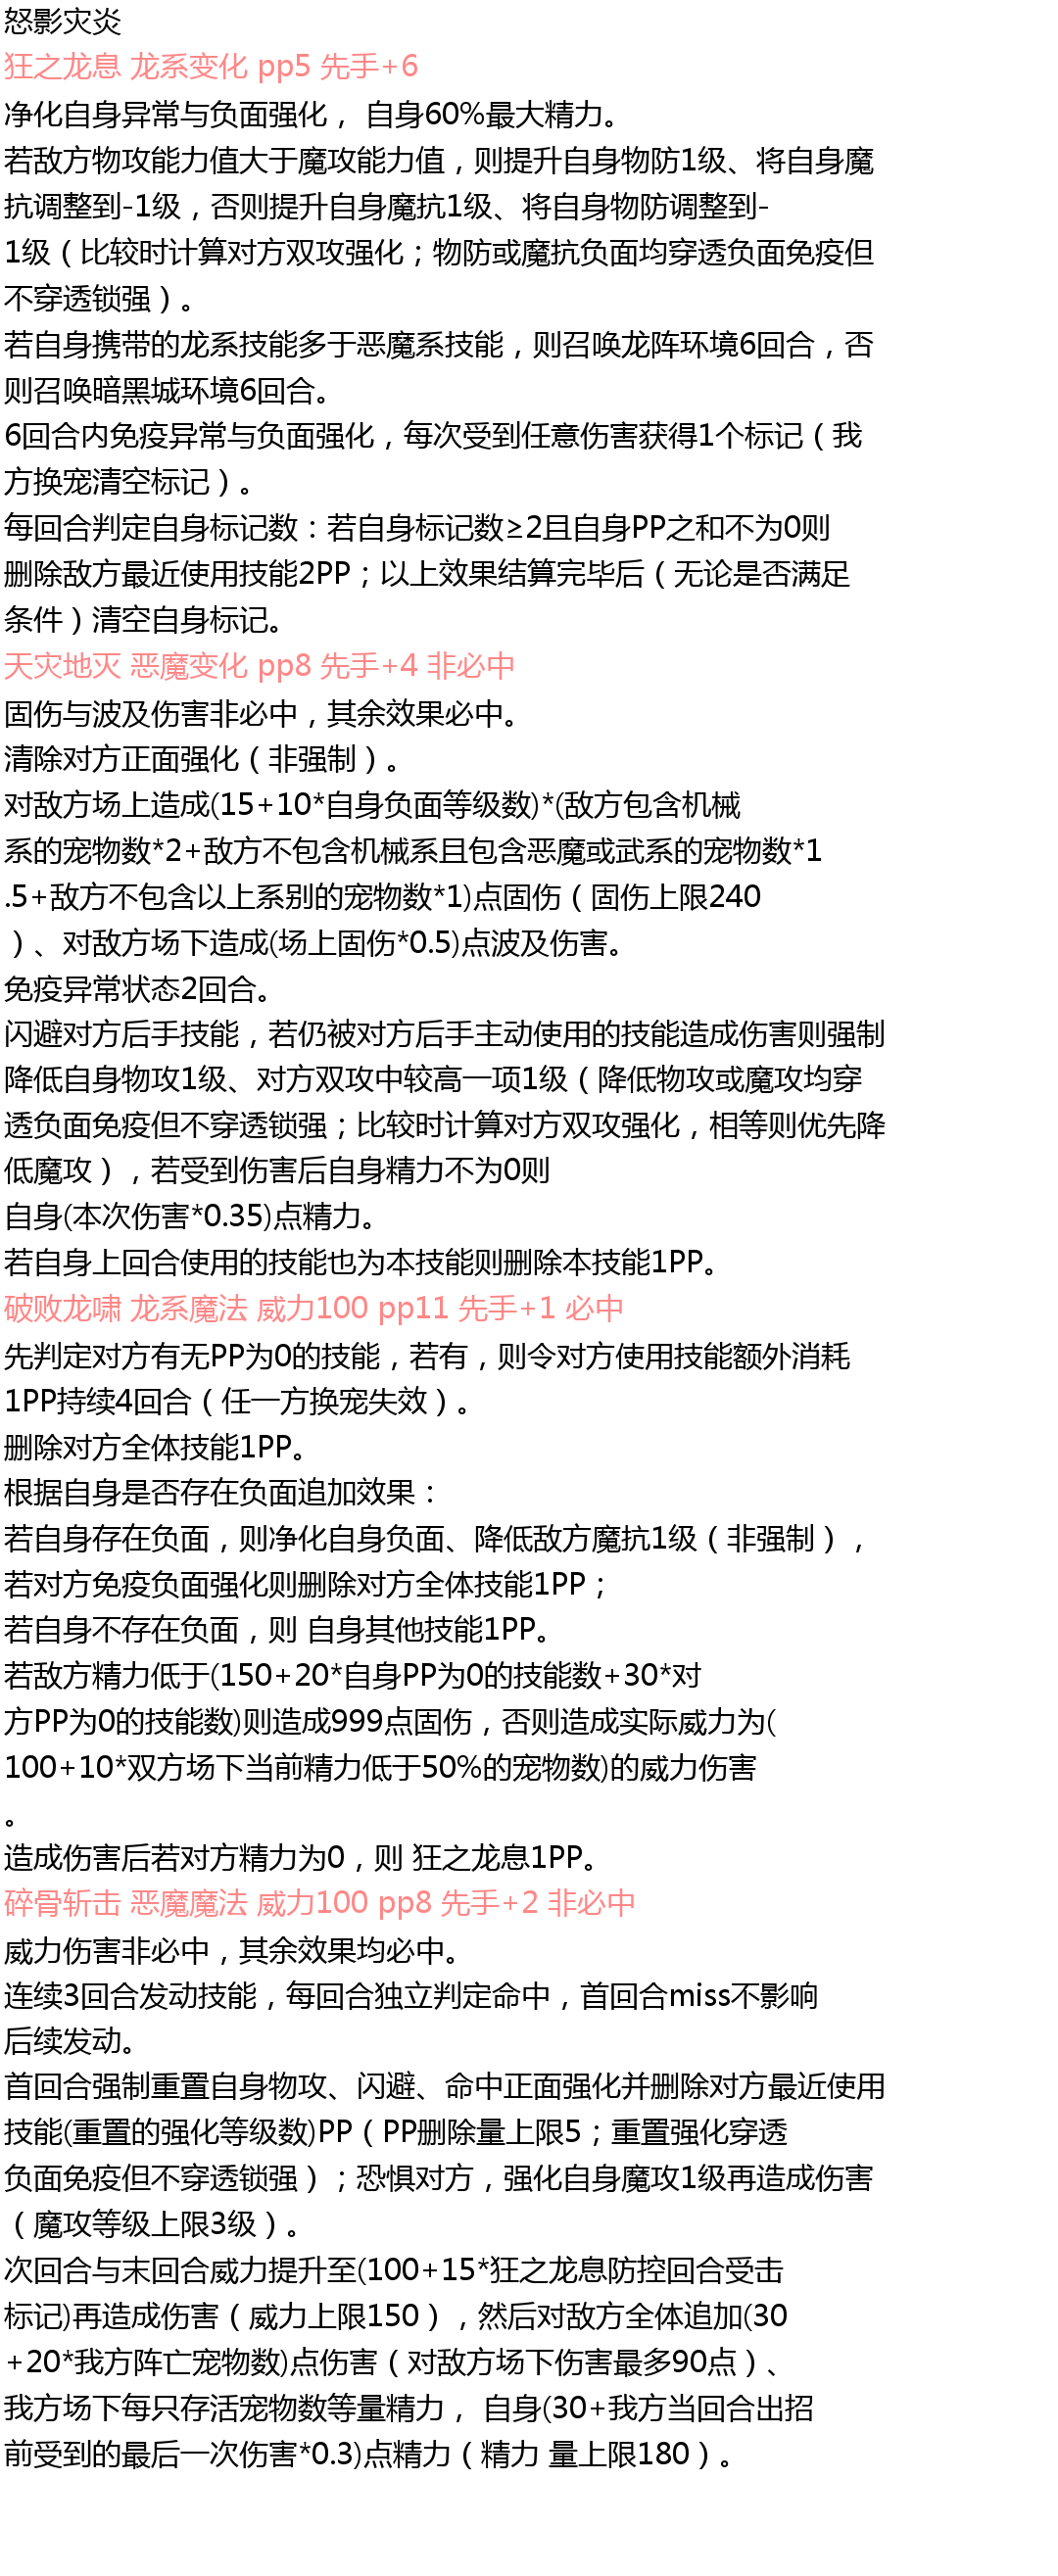 怒影灾炎
狂之龙息 龙系变化 pp5 先手+6
净化自身异常与负面强化， 自身60%最大精力。
若敌方物攻能力值大于魔攻能力值，则提升自身物防1级、将自身魔
抗调整到-1级，否则提升自身魔抗1级、将自身物防调整到-
1级（比较时计算对方双攻强化；物防或魔抗负面均穿透负面免疫但
不穿透锁强）。
若自身携带的龙系技能多于恶魔系技能，则召唤龙阵环境6回合，否
则召唤暗黑城环境6回合。
6回合内免疫异常与负面强化，每次受到任意伤害获得1个标记（我
方换宠清空标记）。
每回合判定自身标记数：若自身标记数≥2且自身PP之和不为0则
删除敌方最近使用技能2PP；以上效果结算完毕后（无论是否满足
条件）清空自身标记。
天灾地灭 恶魔变化 pp8 先手+4 非必中
固伤与波及伤害非必中，其余效果必中。
清除对方正面强化（非强制）。
对敌方场上造成(15+10*自身负面等级数)*(敌方包含机械
系的宠物数*2+敌方不包含机械系且包含恶魔或武系的宠物数*1
.5+敌方不包含以上系别的宠物数*1)点固伤（固伤上限240
）、对敌方场下造成(场上固伤*0.5)点波及伤害。
免疫异常状态2回合。
闪避对方后手技能，若仍被对方后手主动使用的技能造成伤害则强制
降低自身物攻1级、对方双攻中较高一项1级（降低物攻或魔攻均穿
透负面免疫但不穿透锁强；比较时计算对方双攻强化，相等则优先降
低魔攻），若受到伤害后自身精力不为0则
自身(本次伤害*0.35)点精力。
若自身上回合使用的技能也为本技能则删除本技能1PP。
破败龙啸 龙系魔法 威力100 pp11 先手+1 必中
先判定对方有无PP为0的技能，若有，则令对方使用技能额外消耗
1PP持续4回合（任一方换宠失效）。
删除对方全体技能1PP。
根据自身是否存在负面追加效果：
若自身存在负面，则净化自身负面、降低敌方魔抗1级（非强制），
若对方免疫负面强化则删除对方全体技能1PP；
若自身不存在负面，则 自身其他技能1PP。
若敌方精力低于(150+20*自身PP为0的技能数+30*对
方PP为0的技能数)则造成999点固伤，否则造成实际威力为(
100+10*双方场下当前精力低于50%的宠物数)的威力伤害
。
造成伤害后若对方精力为0，则 狂之龙息1PP。
碎骨斩击 恶魔魔法 威力100 pp8 先手+2 非必中
威力伤害非必中，其余效果均必中。
连续3回合发动技能，每回合独立判定命中，首回合miss不影响
后续发动。
首回合强制重置自身物攻、闪避、命中正面强化并删除对方最近使用
技能(重置的强化等级数)PP（PP删除量上限5；重置强化穿透
负面免疫但不穿透锁强）；恐惧对方，强化自身魔攻1级再造成伤害
（魔攻等级上限3级）。
次回合与末回合威力提升至(100+15*狂之龙息防控回合受击
标记)再造成伤害（威力上限150），然后对敌方全体追加(30
+20*我方阵亡宠物数)点伤害（对敌方场下伤害最多90点）、
我方场下每只存活宠物数等量精力， 自身(30+我方当回合出招
前受到的最后一次伤害*0.3)点精力（精力 量上限180）。